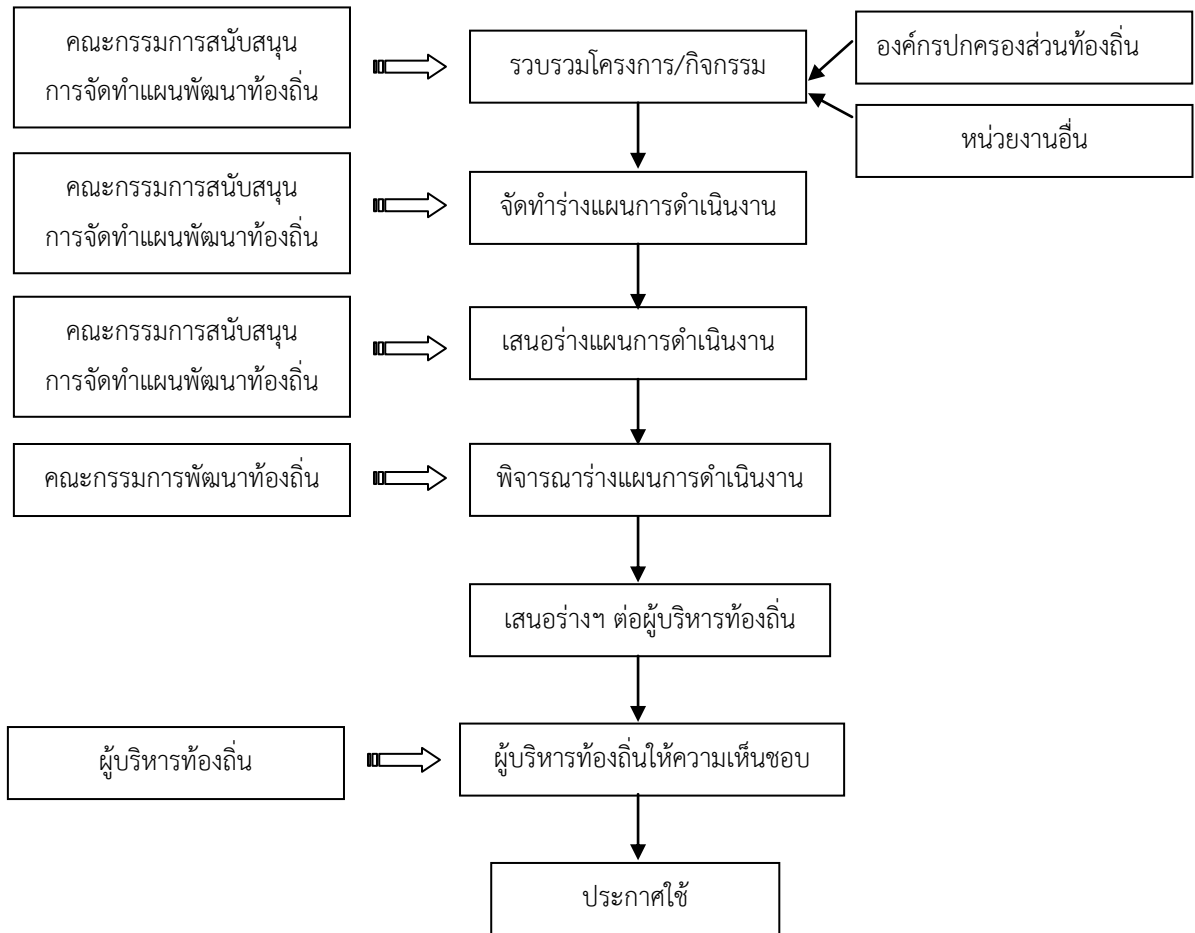 คณะกรรมการสนับสนุน
การจัดทำแผนพัฒนาท้องถิ่น
รวบรวมโครงการ/กิจกรรม
องค์กรปกครองส่วนท้องถิ่น
หน่วยงานอื่น
คณะกรรมการสนับสนุน
การจัดทำแผนพัฒนาท้องถิ่น
จัดทำร่างแผนการดำเนินงาน
คณะกรรมการสนับสนุน
การจัดทำแผนพัฒนาท้องถิ่น
เสนอร่างแผนการดำเนินงาน
คณะกรรมการพัฒนาท้องถิ่น
พิจารณาร่างแผนการดำเนินงาน
เสนอร่างฯ ต่อผู้บริหารท้องถิ่น
ผู้บริหารท้องถิ่น
ผู้บริหารท้องถิ่นให้ความเห็นชอบ
ประกาศใช้